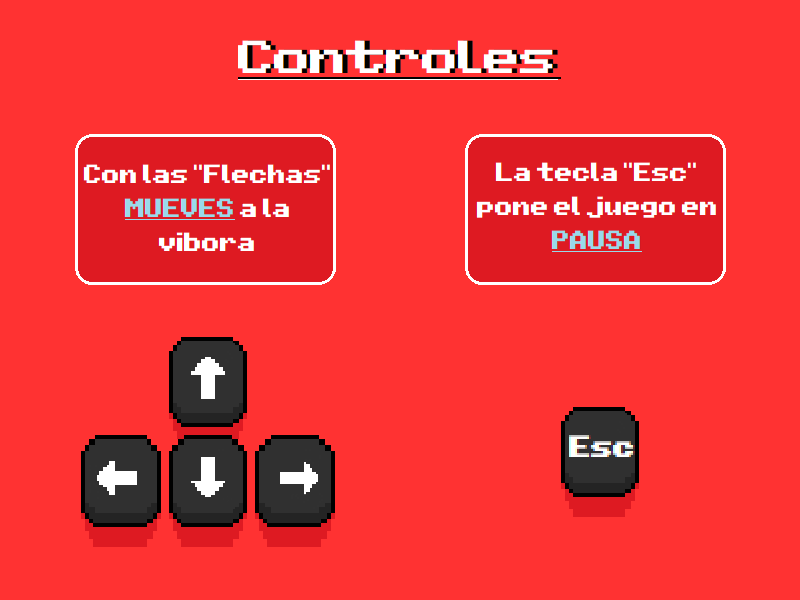 Controles
Con las "Flechas"
MUEVES a la
vibora
La tecla "Esc"
pone el juego en
PAUSA
Esc